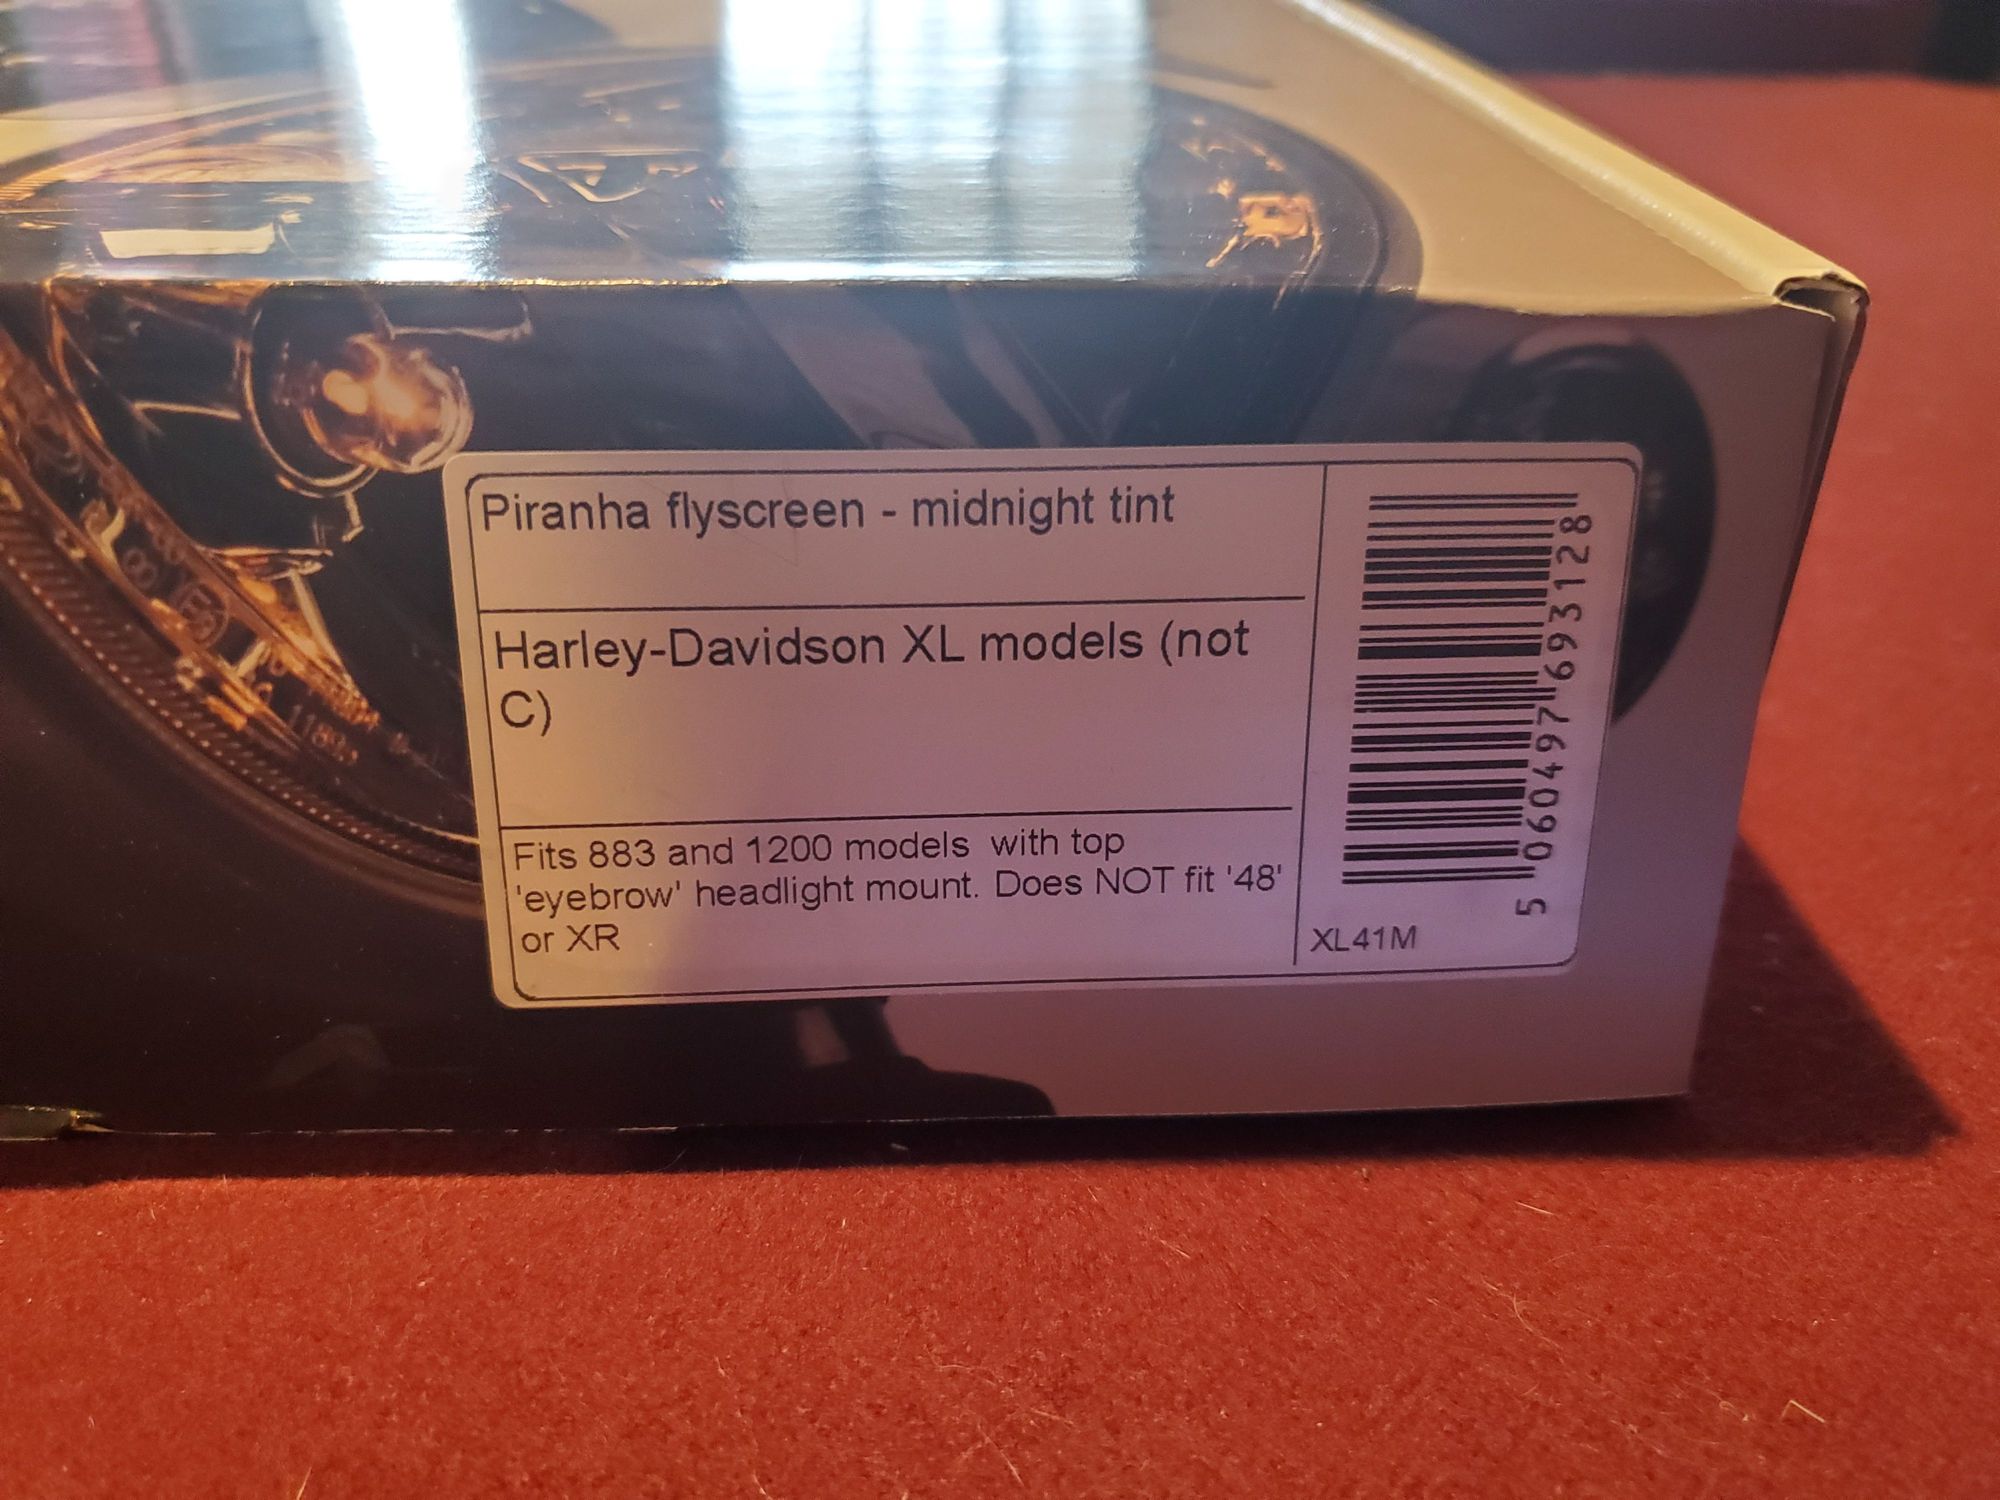 Piranha flyscreen - midnight tint
Harley-Davidson XL models (not
C)
Fits 883 and 1200 models with top
'eyebrow' headlight mount. Does NOT fit '48'
or XR
5 060497 693128
XL41M